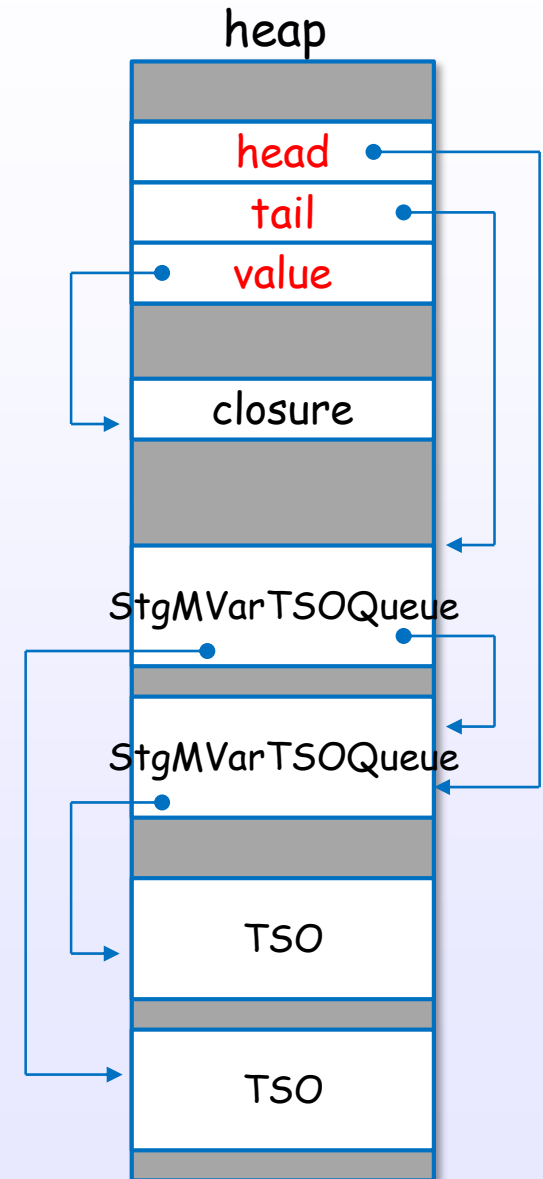 heap
head
tail
value
closure
StgMVarTSOQueue
StgMVarTSOQueue
TSO
TSO